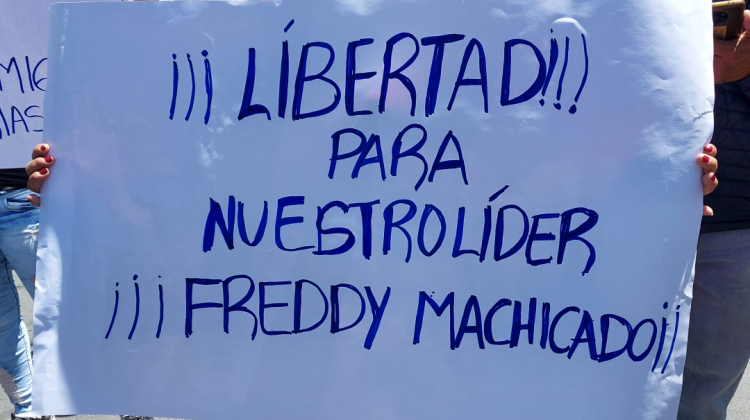 ¡¡¡ LÍBERTAD!!!
PARA
NUESTRO LÍDER
¡¡¡ FREDDY MACHICADO¡¡